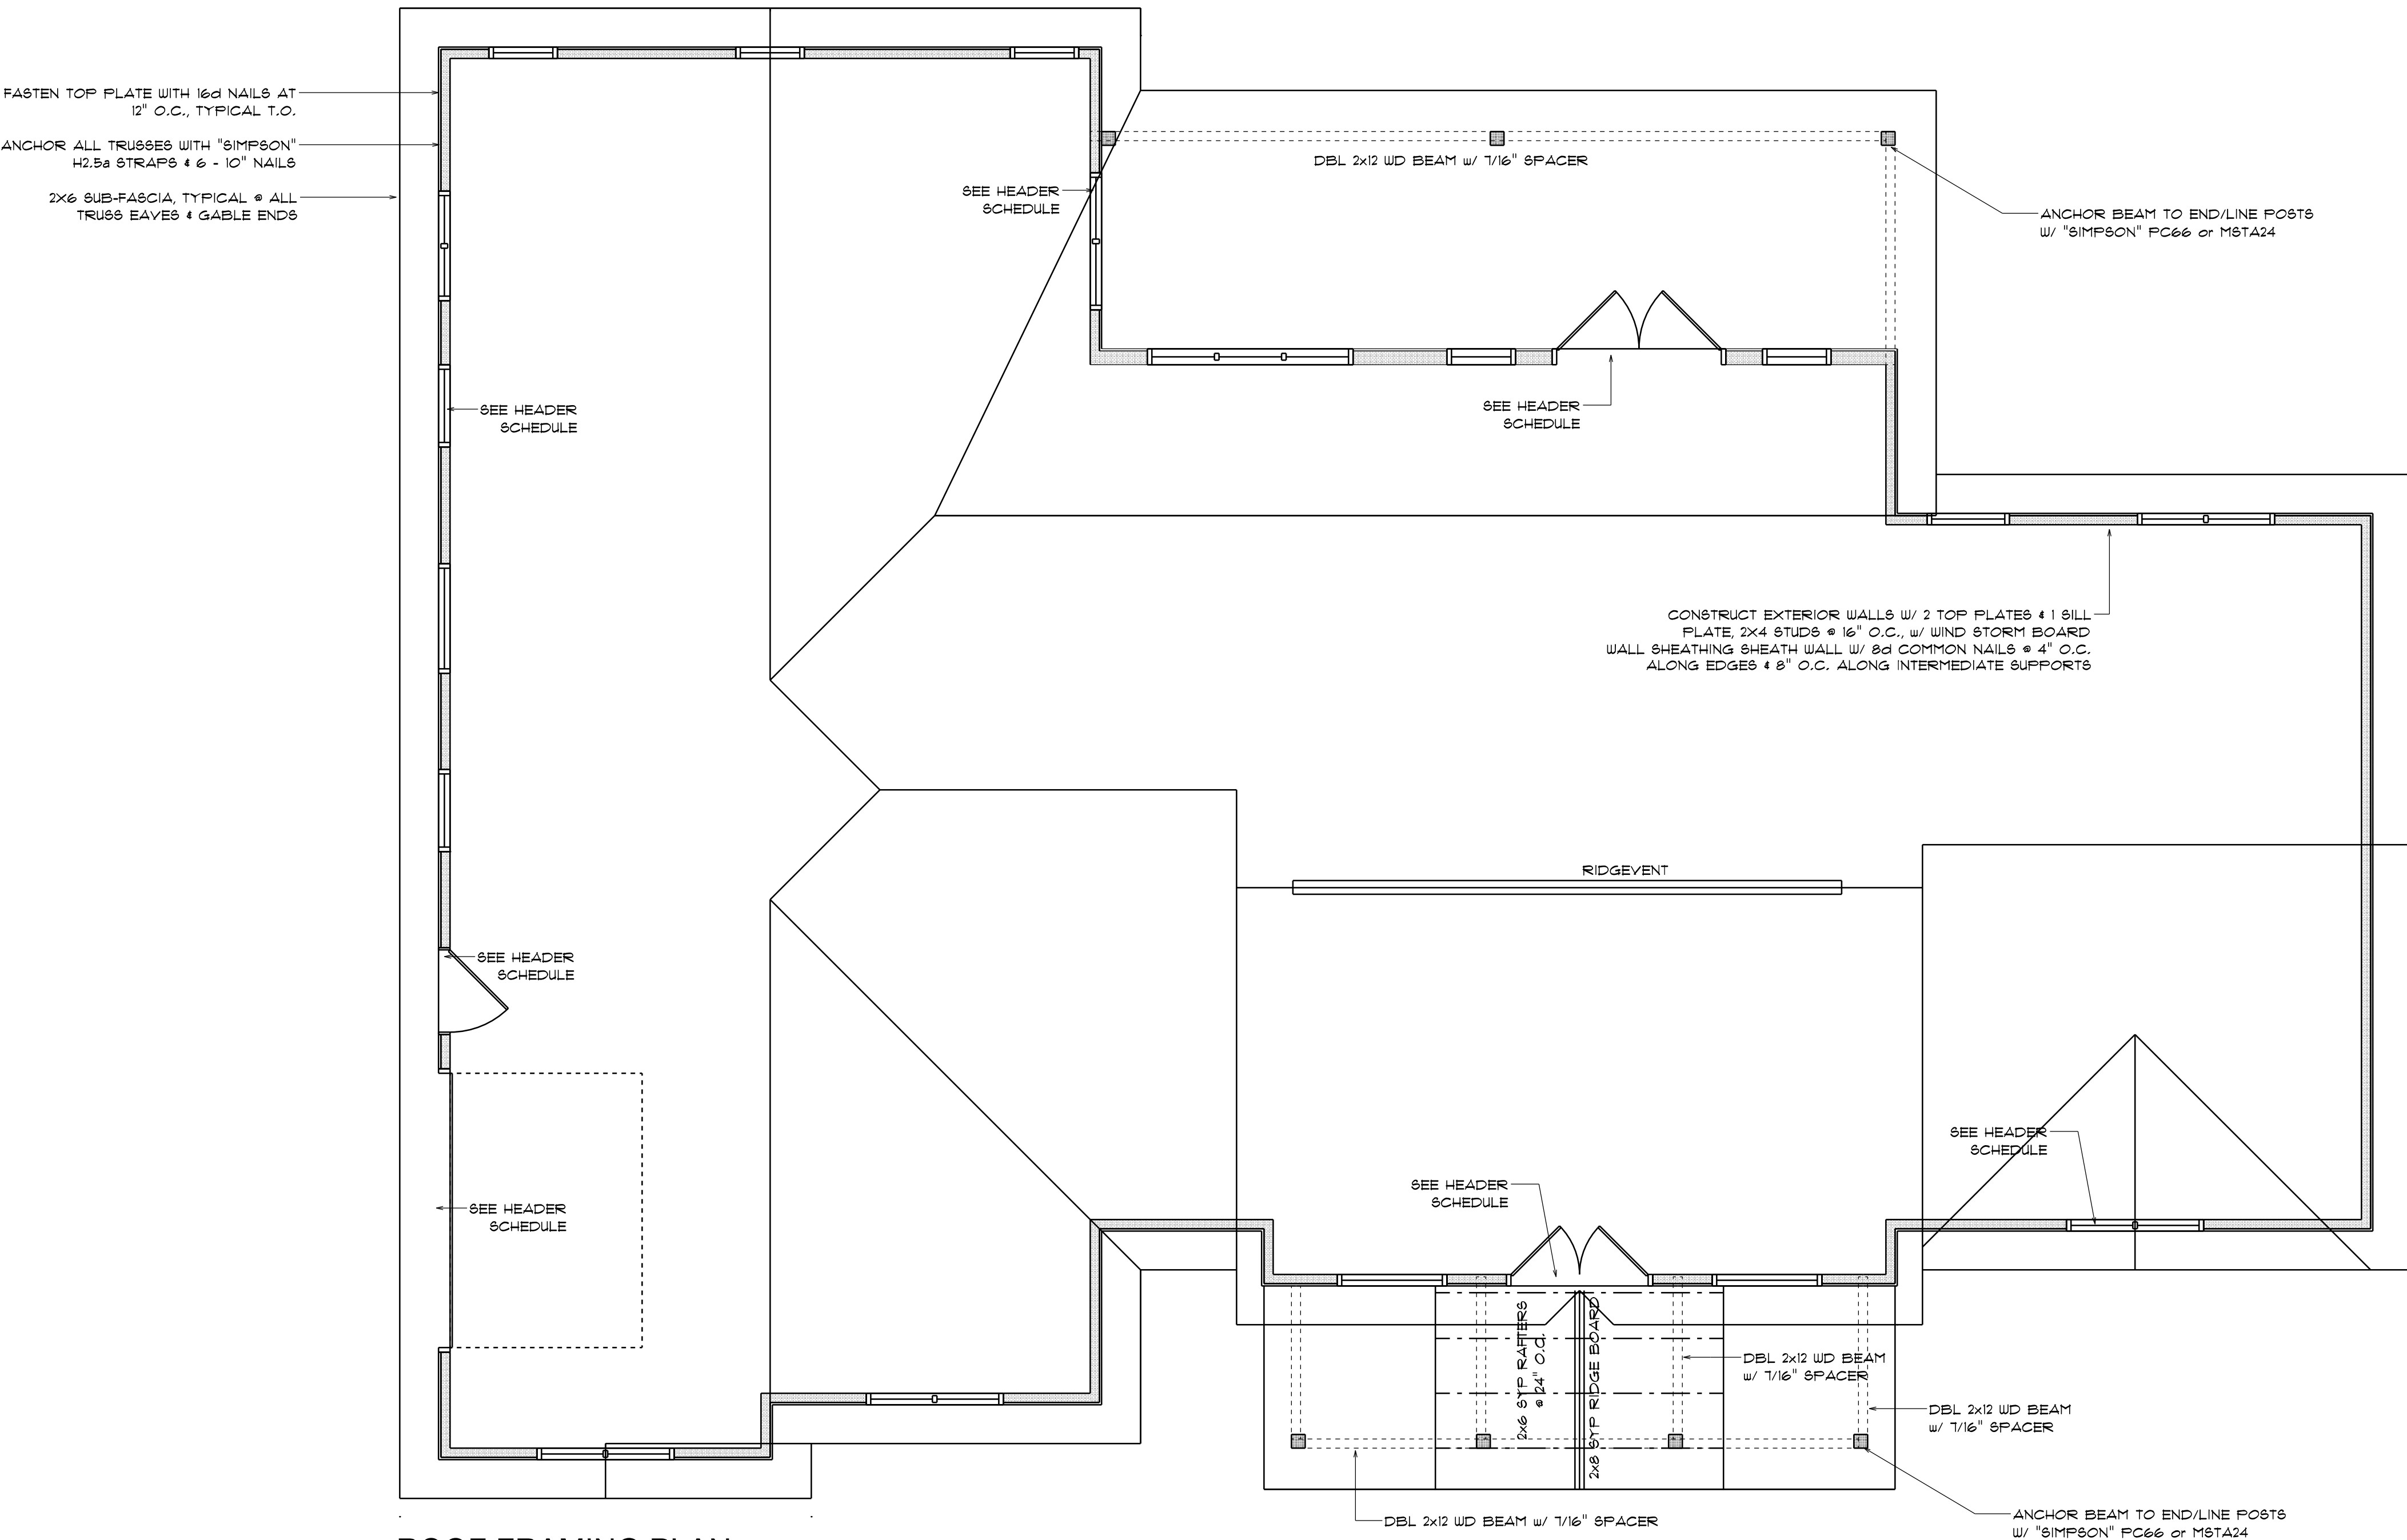 FASTEN TOP PLATE WITH 16d NAILS AT
12" O.C., TYPICAL T.O.
ANCHOR ALL TRUSSES WITH "SIMPSON"
H2.5a STRAPS & 6 - 10" NAILS
2X6 SUB-FASCIA, TYPICAL @ ALL
TRUSS EAVES & GABLE ENDS
DBL 2x12 WD BEAM w/ 7/16" SPACER
SEE HEADER
SCHEDULE
ANCHOR BEAM TO END/LINE POSTS
W/ "SIMPSON" PC66 or MSTA24
SEE HEADER
SCHEDULE
SEE HEADER
SCHEDULE
CONSTRUCT EXTERIOR WALLS W/ 2 TOP PLATES & 1 SILL
PLATE, 2X4 STUDS @ 16" O.C., w/ WIND STORM BOARD
WALL SHEATHING SHEATH WALL W/ 8d COMMON NAILS @ 4" O.C.
ALONG EDGES & 8" O.C. ALONG INTERMEDIATE SUPPORTS
RIDGEVENT
SEE HEADER
SCHEDULE
SEE HEADER
SCHEDULE
SEE HEADER
SCHEDULE
SEE HEADER
SCHEDULE
2x6 SYP RAFTERS
@ 24" O.C.
2x8 SYP RIDGE BOARD
DBL 2x12 WD BEAM
w/ 7/16" SPACER
DBL 2x12 WD BEAM
w/ 7/16" SPACER
DBL 2x12 WD BEAM w/ 7/16" SPACER
ANCHOR BEAM TO END/LINE POSTS
W/ "SIMPSON" PC66 or MSTA24
ROOF FRAMING PLAN